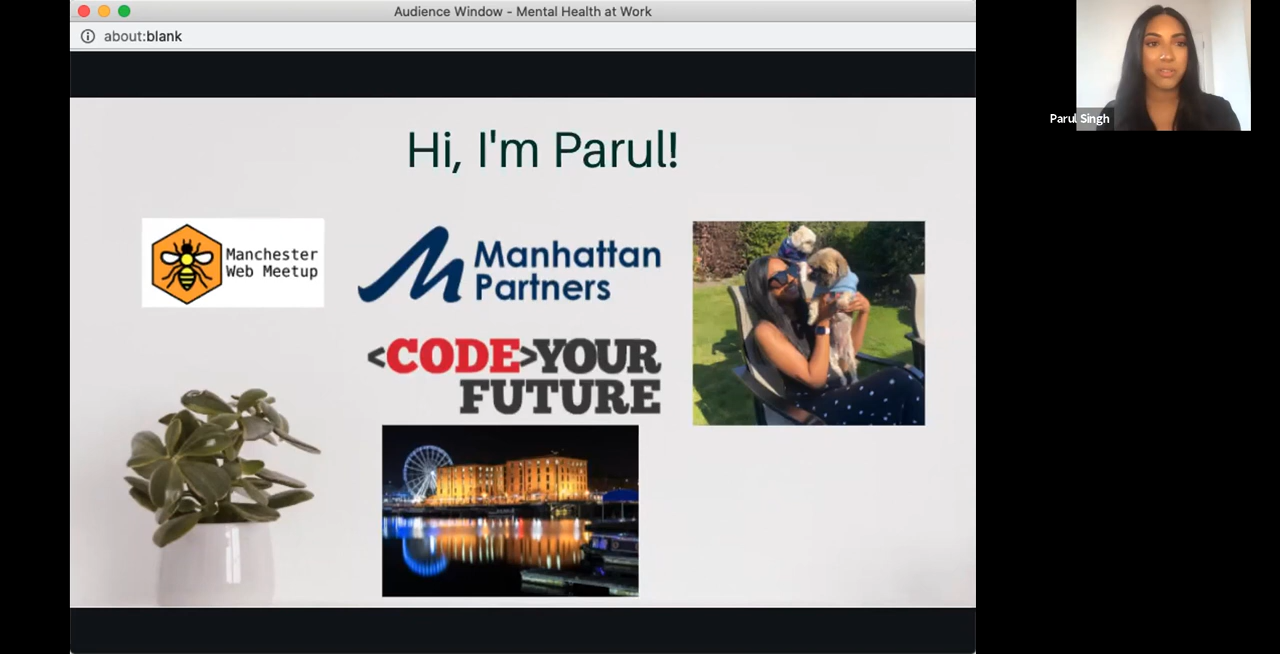 Audience Window - Mental Health at Work
about:blank
Parul Singh
Hi, I'm Parul!
Manchester
Web Meetup
Manhattan
Partners
<CODE>YOUR
FUTURE